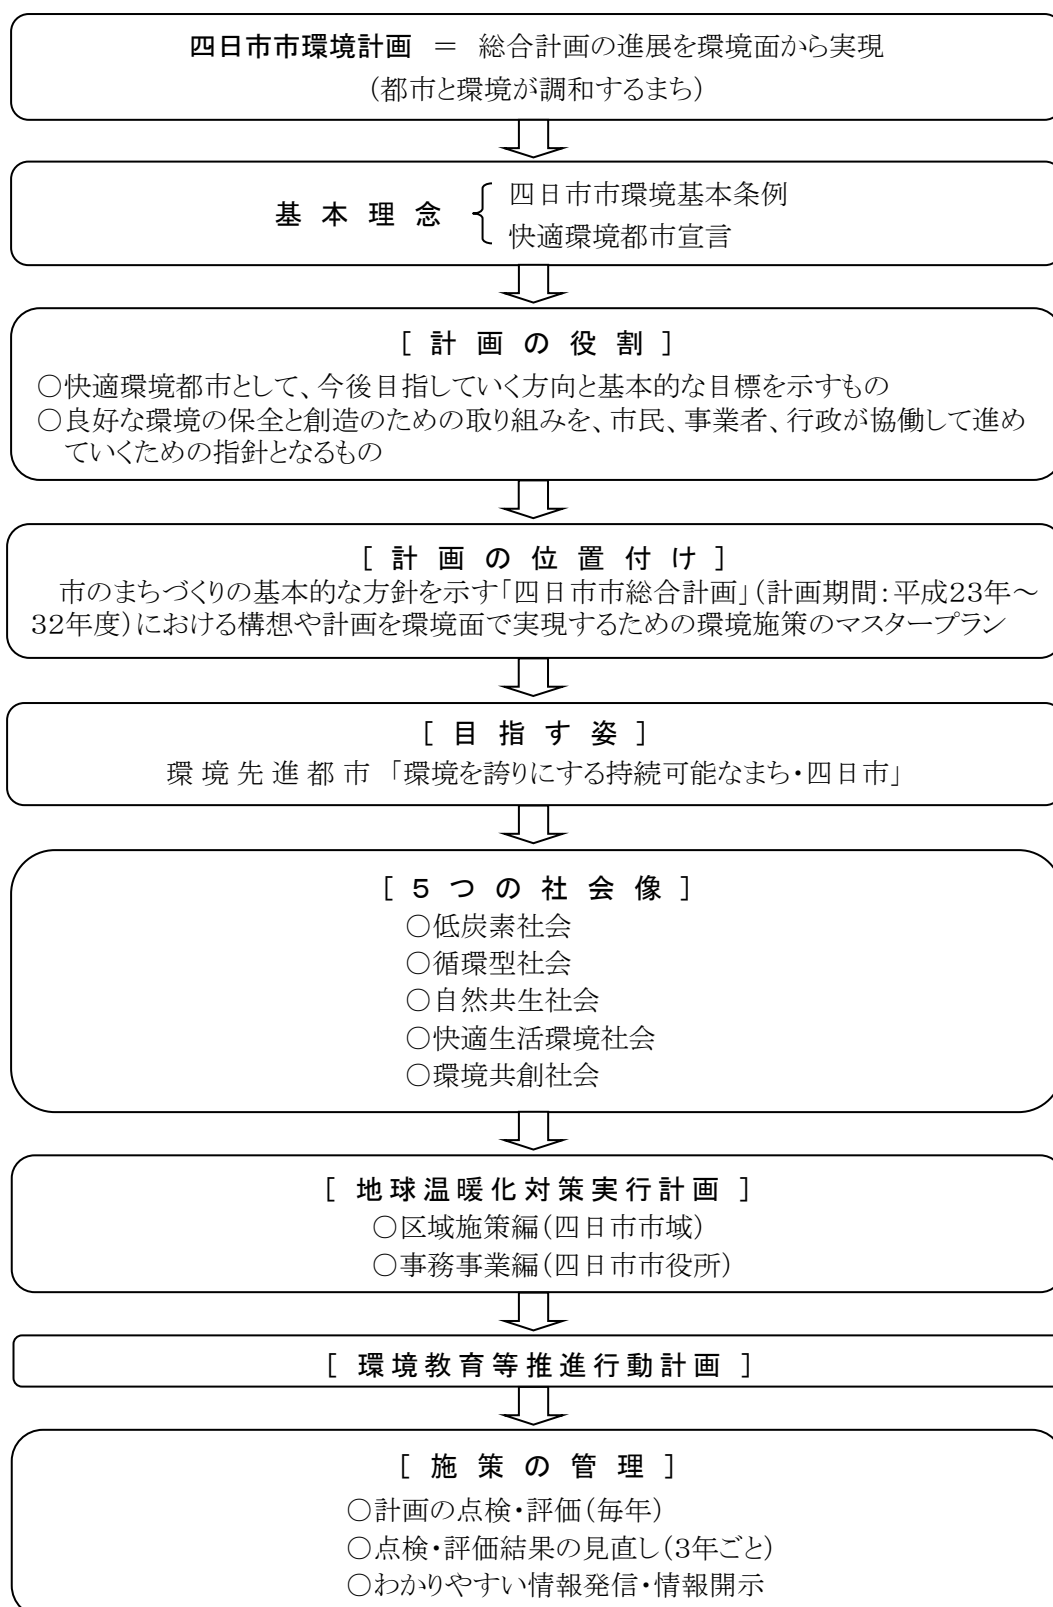 四日市市環境計画 ＝ 総合計画の進展を環境面から実現
（都市と環境が調和するまち）
基本理念 { 四日市市環境基本条例
快適環境都市宣言
［計画の役割］
○快適環境都市として、今後目指していく方向と基本的な目標を示すもの
○良好な環境の保全と創造のための取り組みを、市民、事業者、行政が協働して進め
ていくための指針となるもの
［計画の位置付け］
市のまちづくりの基本的な方針を示す「四日市市総合計画」（計画期間：平成23年～
32年度）における構想や計画を環境面で実現するための環境施策のマスタープラン
［目指す姿］
環境先進都市 「環境を誇りにする持続可能なまち・四日市」
［５つの社会像］
○低炭素社会
○循環型社会
○自然共生社会
○快適生活環境社会
○環境共創社会
［地球温暖化対策実行計画］
○区域施策編（四日市市域）
○事務事業編（四日市市役所）
［環境教育等推進行動計画］
［施策の管理］
○計画の点検・評価（毎年）
○点検・評価結果の見直し（3年ごと）
○わかりやすい情報発信・情報開示